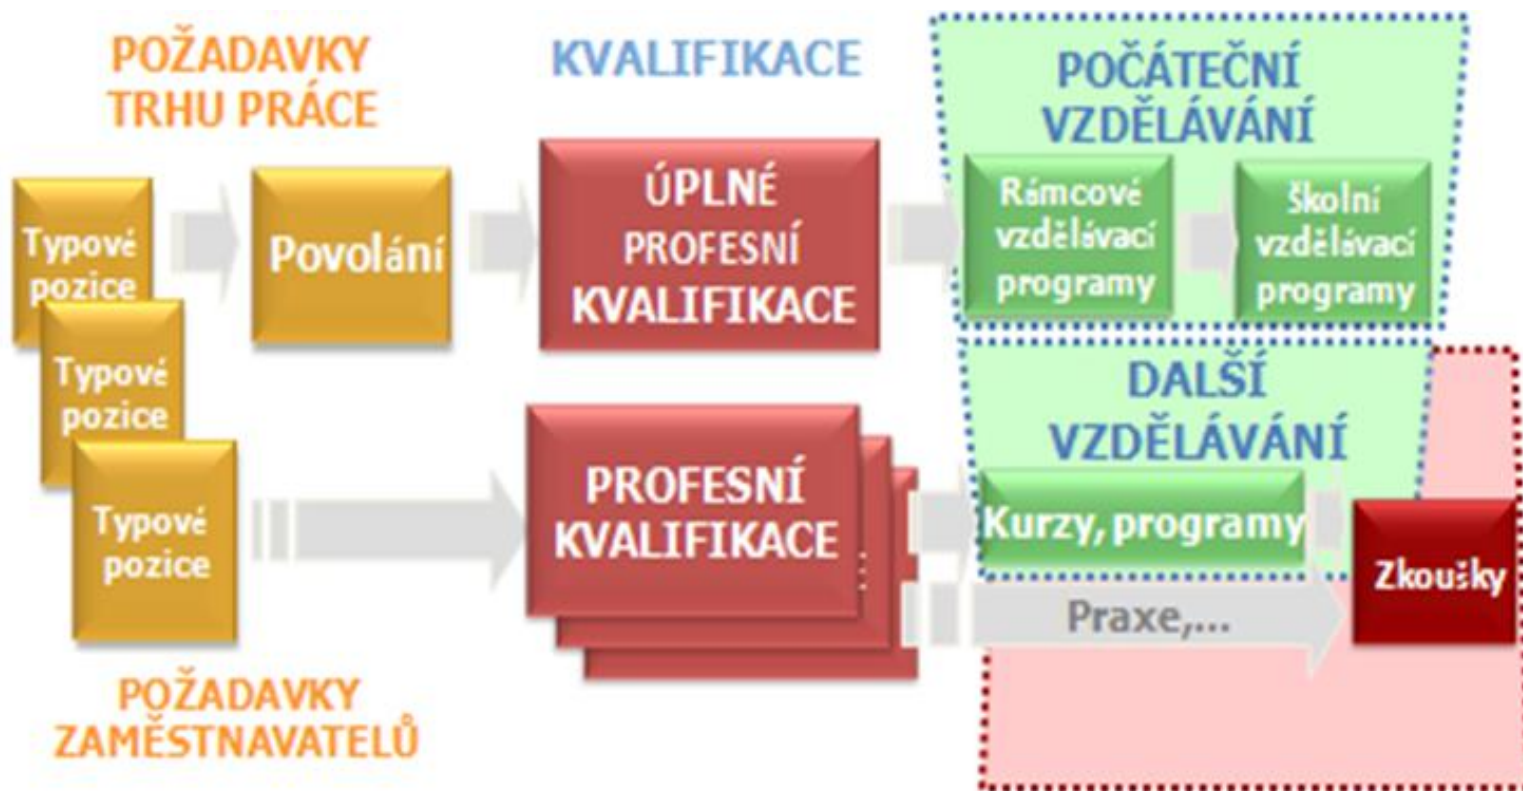 POŽADAVKY
TRHU PRÁCE
KVALIFIKACE
POČÁTEČNÍ
VZDĚLÁVÁNÍ
Typové
pozice
Povolání
ÚPLNÉ
PROFESNÍ
KVALIFIKACE
Rámcové
vzdělávací
programy
Školní
vzdělávací
programy
Typové
pozice
DALŠÍ
VZDĚLÁVÁNÍ
Typové
pozice
PROFESNÍ
KVALIFIKACE
Kurzy, programy
Zkoušky
Praxe,...
POŽADAVKY
ZAMĚSTNAVATELŮ